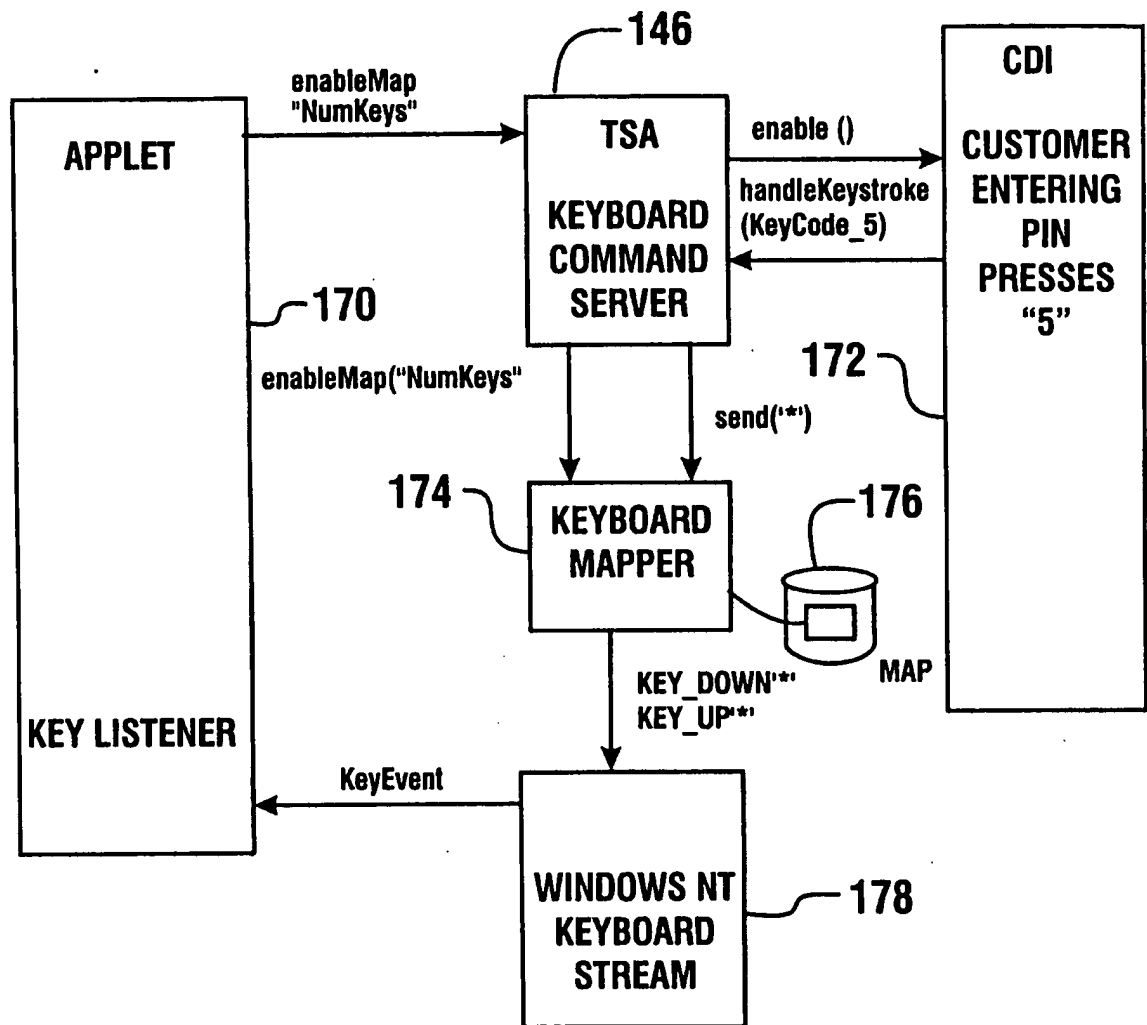 146
enableMap
"NumKeys"
APPLET
TSA
KEYBOARD
COMMAND
SERVER
enable ()
handleKeystroke
(KeyCode_5)
CDI
CUSTOMER
ENTERING
PIN
PRESSES
“5”
170
enableMap("NumKeys"
send('*')
172
174
KEYBOARD
MAPPER
176
MAP
KEY_DOWN'*'
KEY_UP'*'
KEY LISTENER
KeyEvent
WINDOWS NT
KEYBOARD
STREAM
178